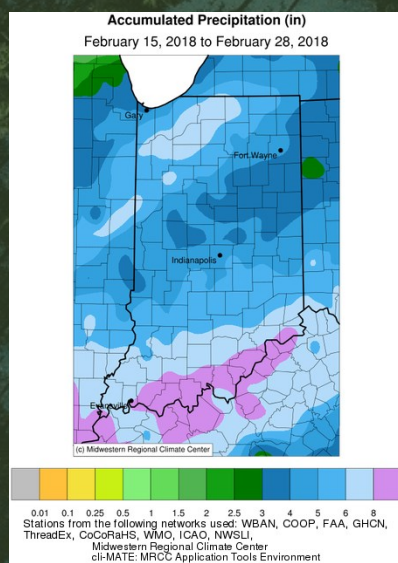 Accumulated Precipitation (in)
February 15, 2018 to February 28, 2018
Gary
Fort Wayne
Indianapolis
Evansville
(c) Midwestern Regional Climate Center
0.01 0.1 0.25 0.5 1 1.5 2 2.5 3 4 5 6 8
Stations from the following networks used: WBAN, COOP, FAA, GHCN,
ThreadEx, CoCoRaHS, WMO, ICAO, NWSLI,
Midwestern Regional Climate Center
cli-MATE: MRCC Application Tools Environment